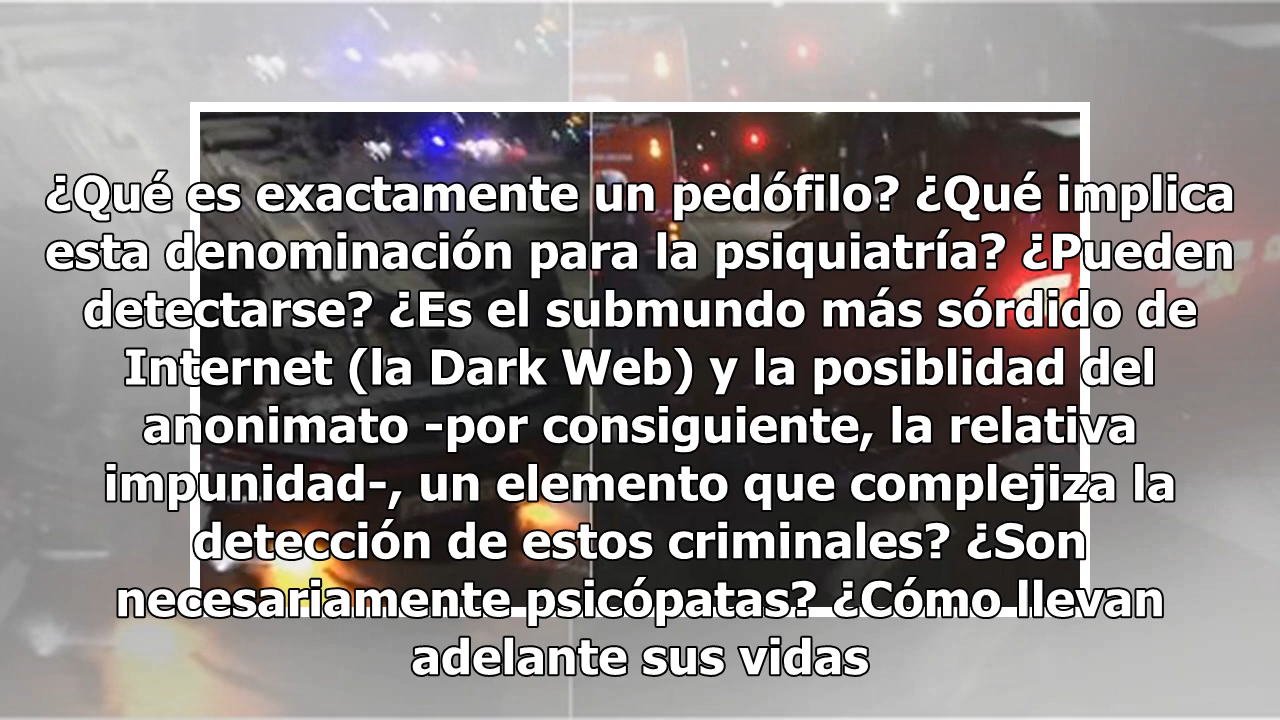 ¿Qué es exactamente un pedófilo? ¿Qué implica
esta denominación para la psiquiatría? ¿Pueden
detectarse? ¿Es el submundo más sórdido de
Internet (la Dark Web) y la posiblidad del
anonimato -por consiguiente, la relativa
impunidad-, un elemento que complejiza la
detección de estos criminales? ¿Son
necesariamente psicópatas? ¿Cómo llevan
adelante sus vidas